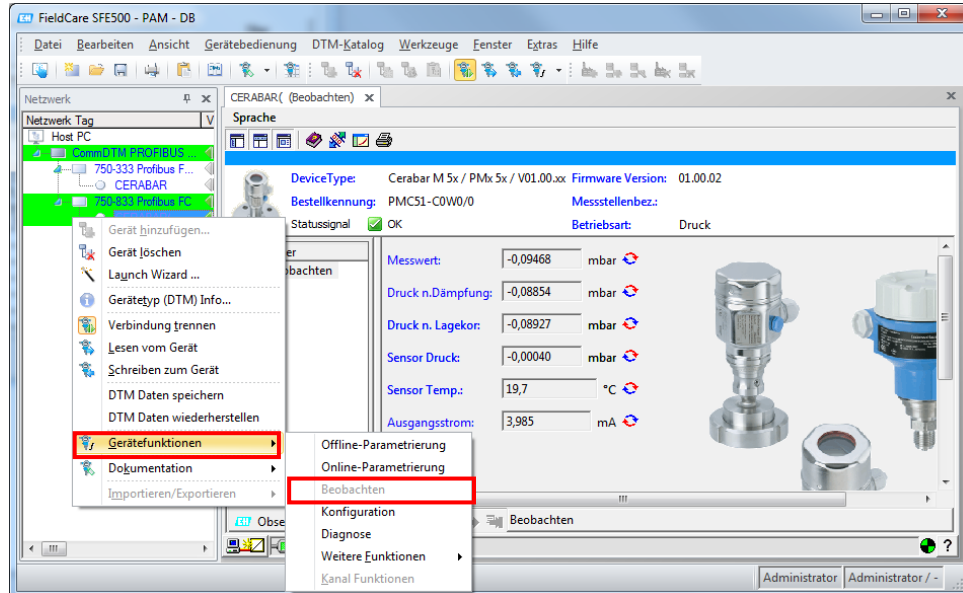 FieldCare SFE500 - PAM - DB
Datei Bearbeiten Ansicht Gerätebedienung DTM-Katalog Werkzeuge Fenster Extras Hilfe
Netzwerk
Netzwerk Tag V
Host PC
CommDTM PROFIBUS ...
750-333 Profibus F...
CERABAR
750-833 Profibus FC
CERABAR( (Beobachten)
Sprache
DeviceType: Cerabar M 5x / PMx 5x / V01.00.xx Firmware Version: 01.00.02
Bestellkennung: PMC51-C0W0/0 Messstellenbez.:
Statussignal OK Betriebsart: Druck
Gerät hinzufügen...
Gerät löschen
Launch Wizard ...
Gerätetyp (DTM) Info...
Verbindung trennen
Lesen vom Gerät
Schreiben zum Gerät
DTM Daten speichern
DTM Daten wiederherstellen
Gerätefunktionen
Dokumentation
Importieren/Exportieren
er
obachten
Messwert: -0,09468 mbar
Druck n.Dämpfung: -0,08854 mbar
Druck n. Lagekor: -0,08927 mbar
Sensor Druck: -0,00040 mbar
Sensor Temp.: 19,7 °C
Ausgangsstrom: 3,985 mA
Offline-Parametrierung
Online-Parametrierung
Beobachten
Konfiguration
Diagnose
Weitere Funktionen
Kanal Funktionen
Obse
Beobachten
Administrator Administrator / -